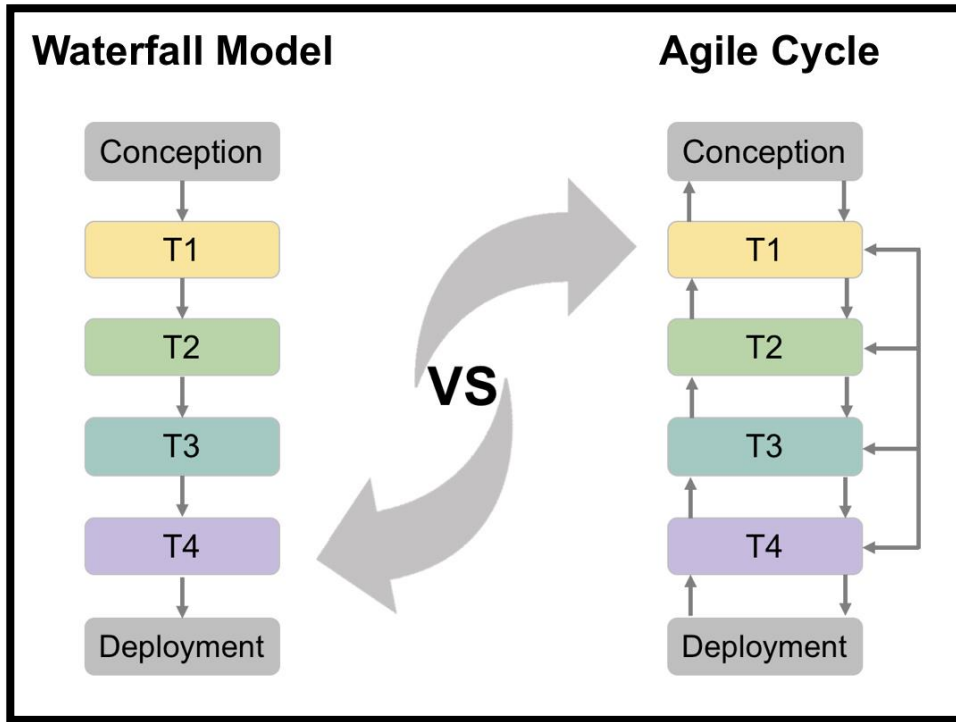 Waterfall Model
Conception
T1
T2
T3
T4
Deployment
VS
Agile Cycle
Conception
T1
T2
T3
T4
Deployment